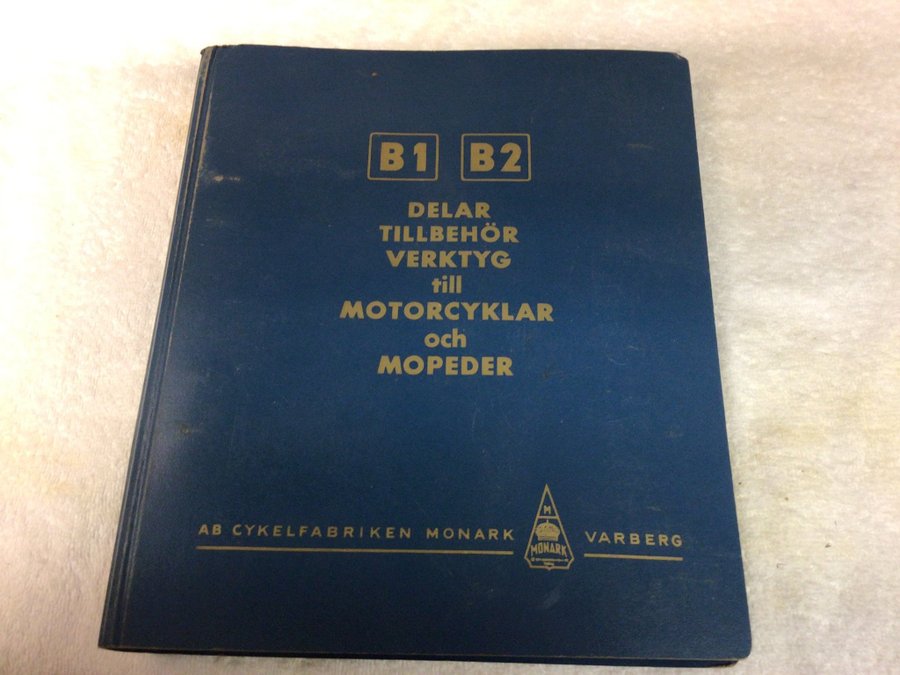 B1 B2
DELAR
TILLBEHÖR
VERKTYG
till
MOTORCYKLAR
och
MOPEDER
M
AB CYKELFABRIKEN MONARK VARBERG
MONARK